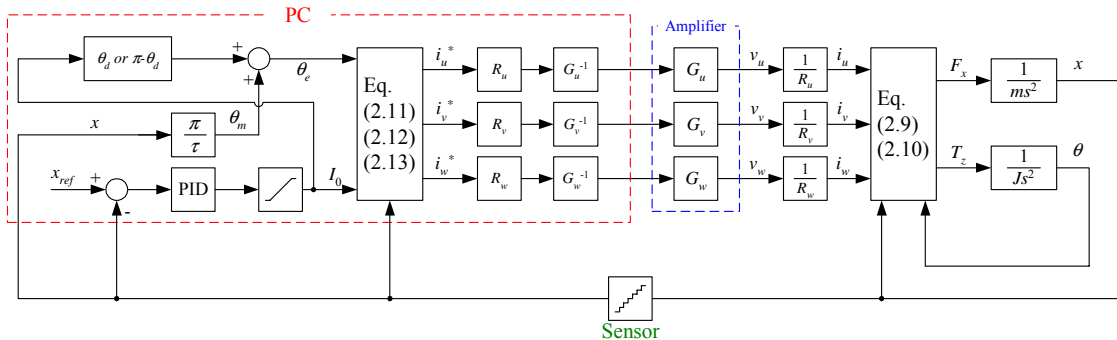 PC
Amplifier
θd or π-θd
+
+
θe
x
π/τ
θm
xref
+
-
PID
I0
Eq.
(2.11)
(2.12)
(2.13)
iu*
Ru
Gu-1
Gu
vu
1/Ru
iu
iv*
Rv
Gv-1
Gv
vv
1/Rv
iv
iw*
Rw
Gw-1
Gw
vw
1/Rw
iw
Eq.
(2.9)
(2.10)
Fx
1/ms2
x
Tz
1/Js2
θ
Sensor